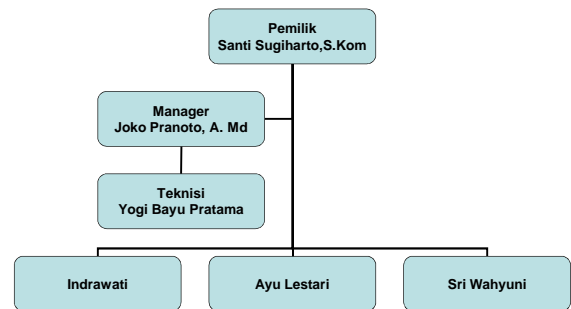 Pemilik
Santi Sugiharto,S.Kom
Manager
Joko Pranoto, A. Md
Teknisi
Yogi Bayu Pratama
Indrawati
Ayu Lestari
Sri Wahyuni